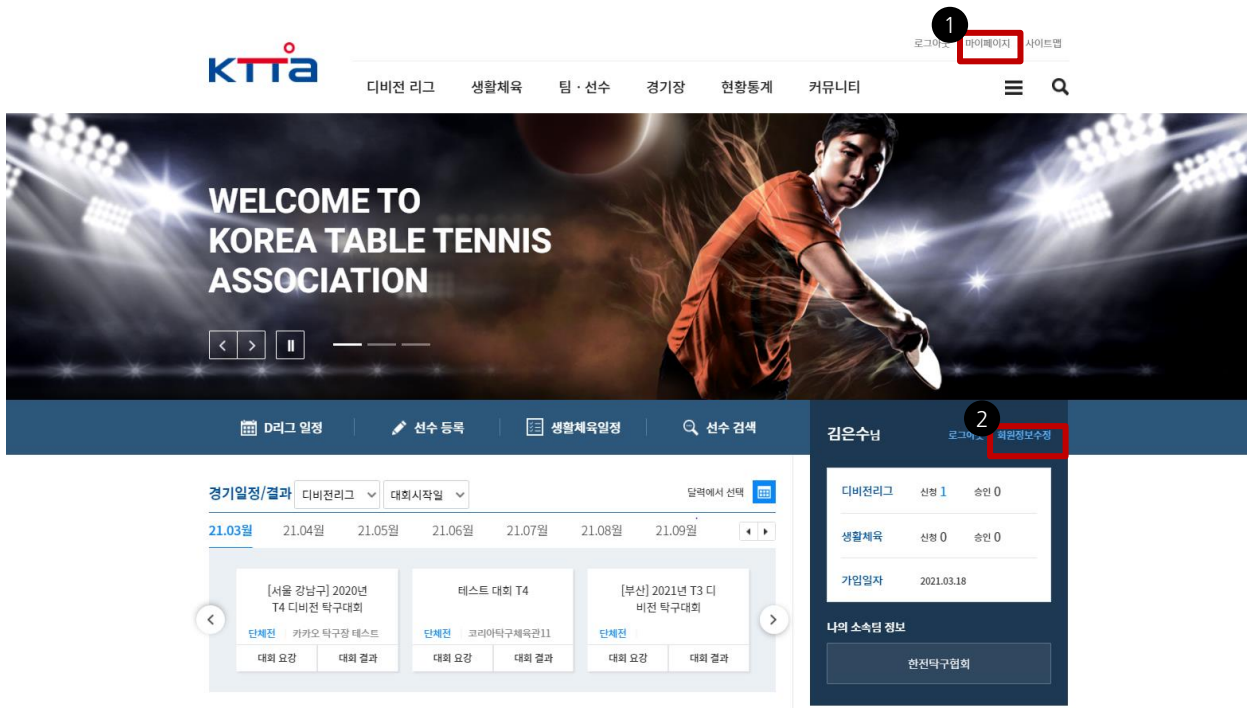 1
로그아웃 마이페이지 사이트맵
KTTa
디비전 리그 생활체육 팀 · 선수 경기장 현황통계 커뮤니티
WELCOME TO
KOREA TABLE TENNIS
ASSOCIATION
D리그 일정 선수 등록 생활체육일정 선수 검색
2
김은수님 로그아웃 회원정보수정
경기일정/결과 디비전리그 대회시작일 달력에서 선택
21.03월 21.04월 21.05월 21.06월 21.07월 21.08월 21.09월
[서울 강남구] 2020년
T4 디비전 탁구대회
단체전 카카오 탁구장 테스트
대회 요강 대회 결과
테스트 대회 T4
단체전 코리아탁구체육관11
대회 요강 대회 결과
[부산] 2021년 T3 디
비전 탁구대회
단체전
대회 요강 대회 결과
디비전리그 신청 1 승인 0
생활체육 신청 0 승인 0
가입일자 2021.03.18
나의 소속팀 정보
한전탁구협회